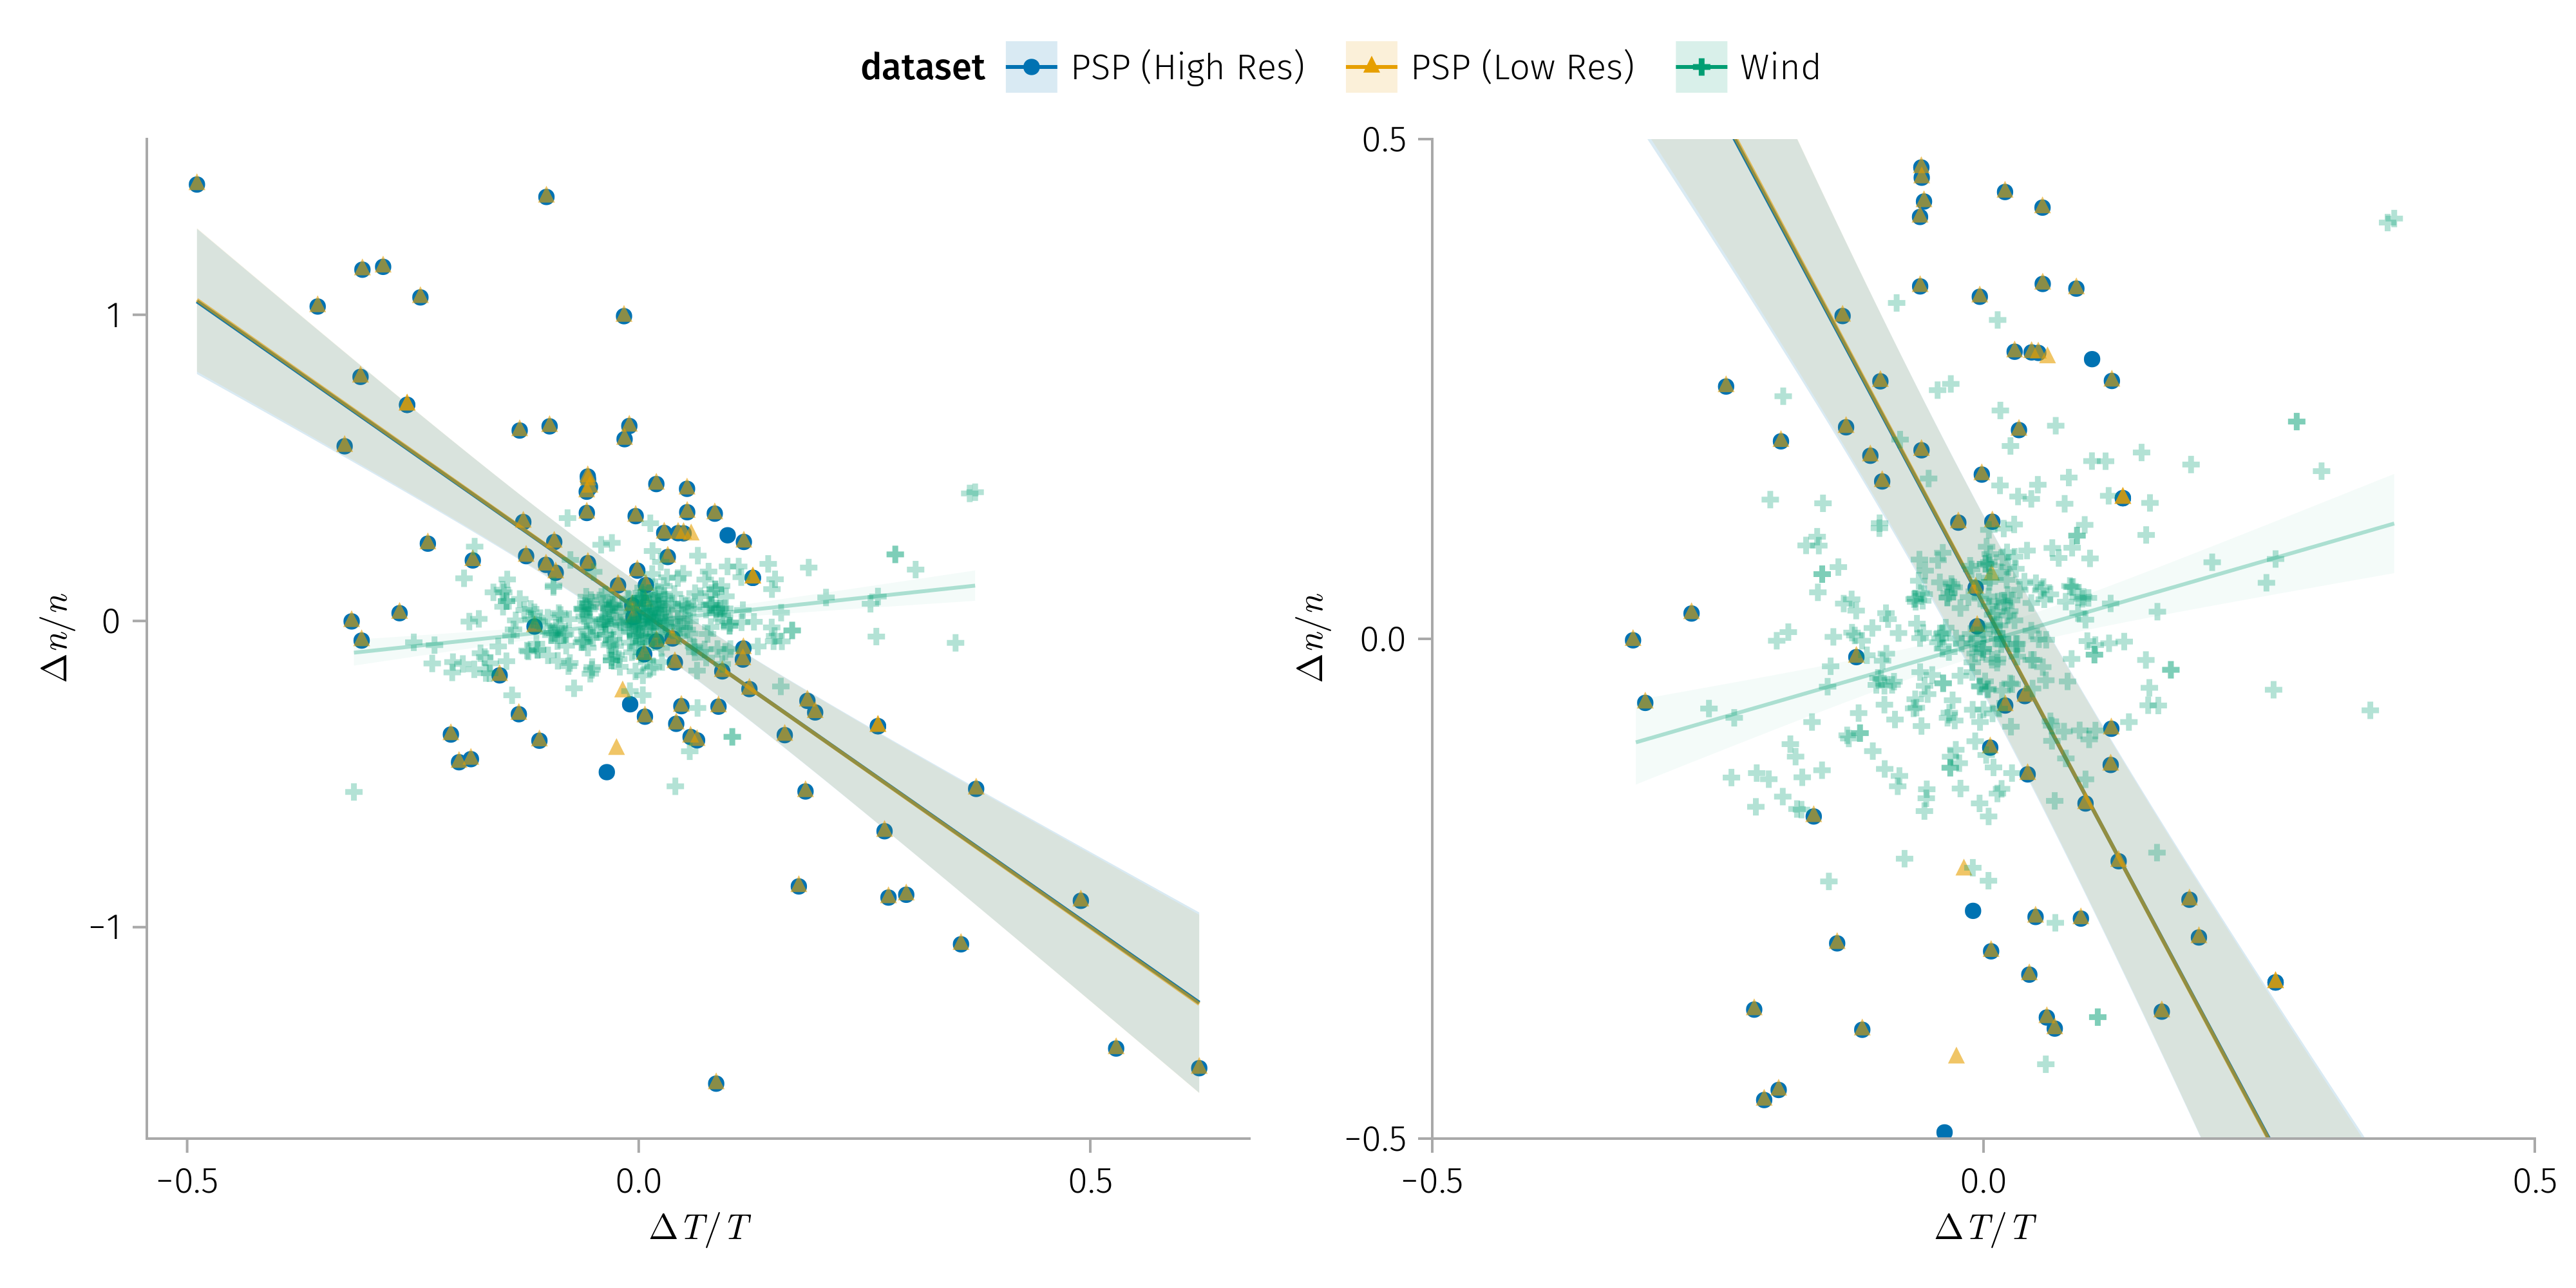 dataset PSP (High Res) PSP (Low Res) Wind
1
0
−1
Δn/n
−0.5 0.0 0.5
ΔT/T
0.5
0.0
−0.5
Δn/n
−0.5 0.0 0.5
ΔT/T